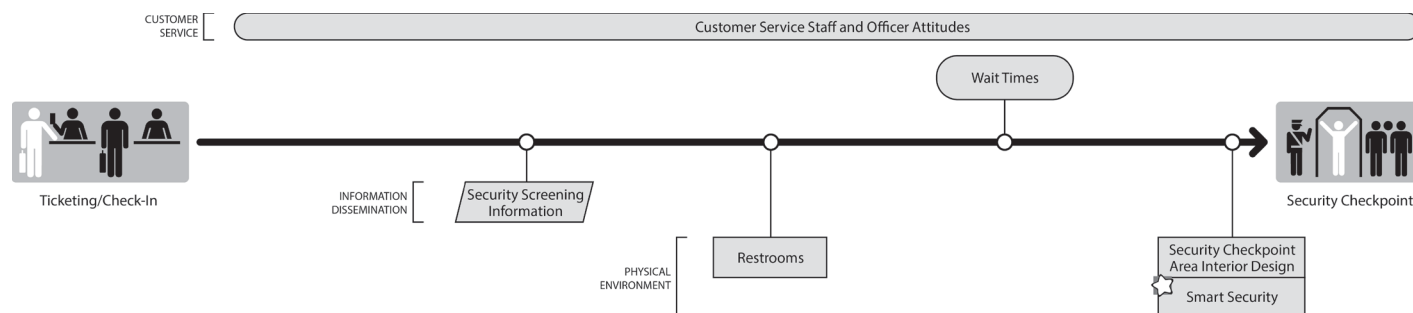 CUSTOMER
SERVICE
Customer Service Staff and Officer Attitudes
Wait Times
Ticketing/Check-In
INFORMATION
DISSEMINATION
Security Screening
Information
Security Checkpoint
PHYSICAL
ENVIRONMENT
Restrooms
Security Checkpoint
Area Interior Design
Smart Security